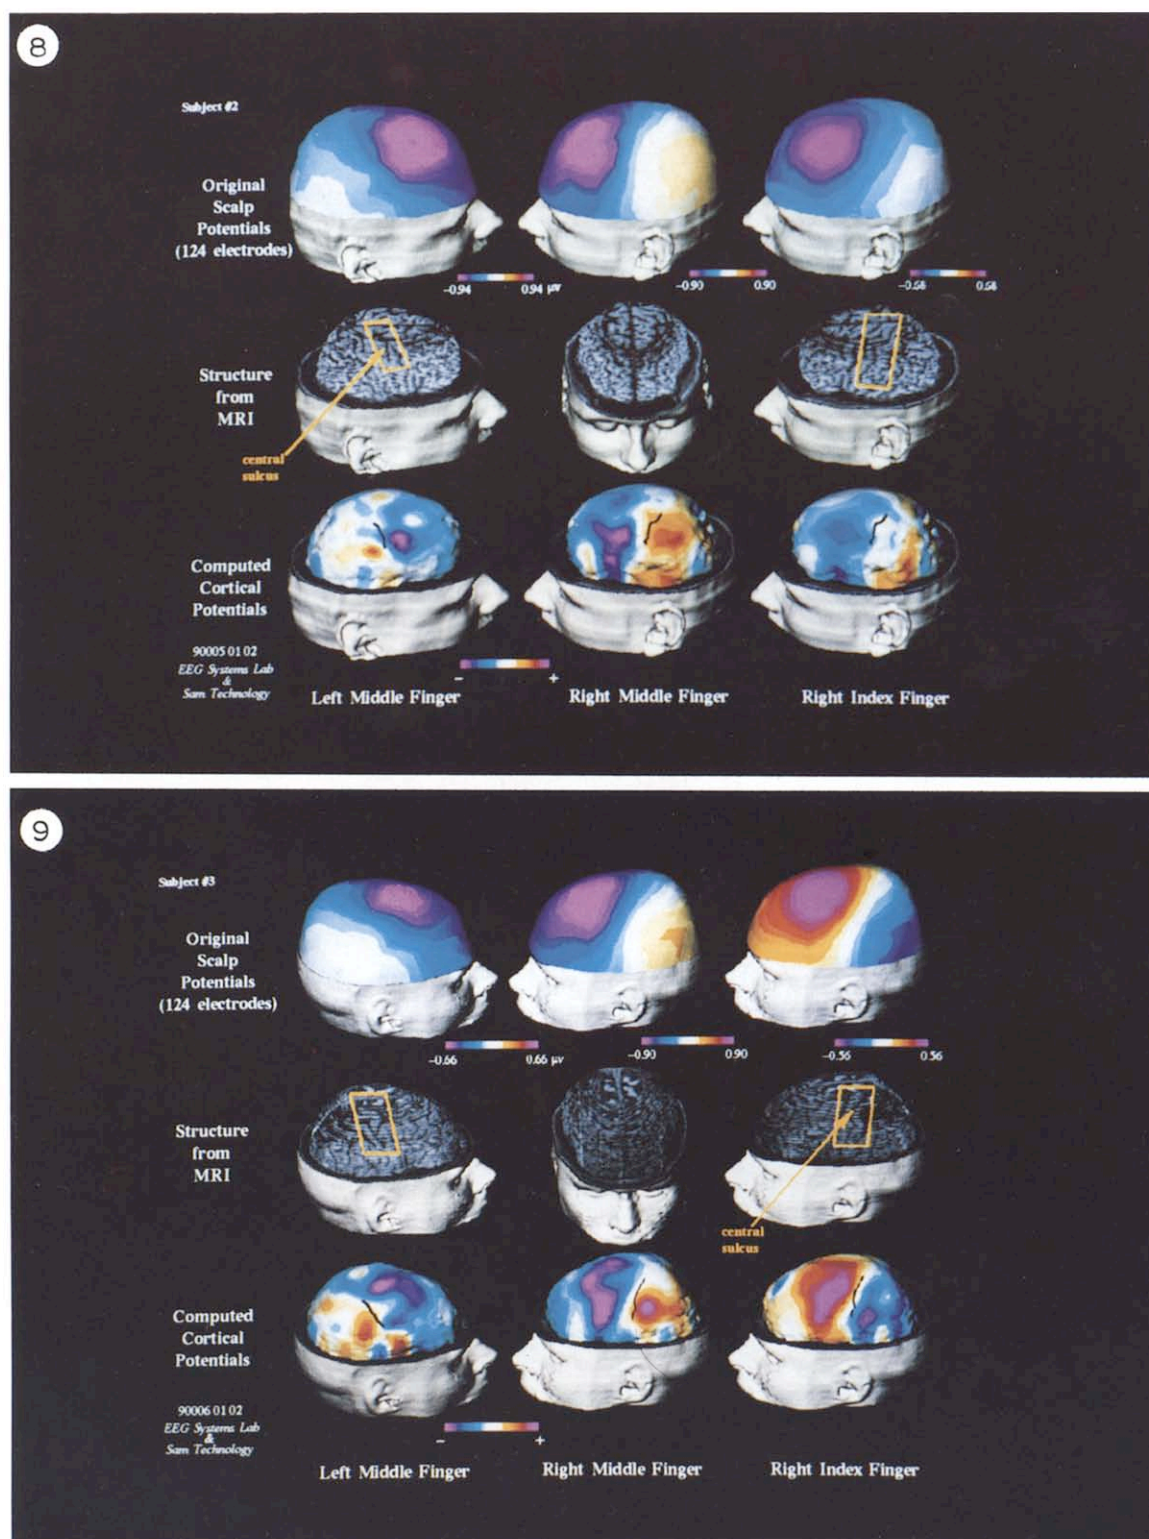 8
Subject #2
Original
Scalp
Potentials
(124 electrodes)
−0.94 0.94 μv
−0.90 0.90
−0.58 0.58
Structure
from
MRI
central
sulcus
Computed
Cortical
Potentials
90005 01 02
EEG Systems Lab
&
Sam Technology
− +
Left Middle Finger
Right Middle Finger
Right Index Finger
9
Subject #3
Original
Scalp
Potentials
(124 electrodes)
−0.66 0.66 μv
−0.90 0.90
−0.56 0.56
Structure
from
MRI
central
sulcus
Computed
Cortical
Potentials
90006 01 02
EEG Systems Lab
&
Sam Technology
− +
Left Middle Finger
Right Middle Finger
Right Index Finger